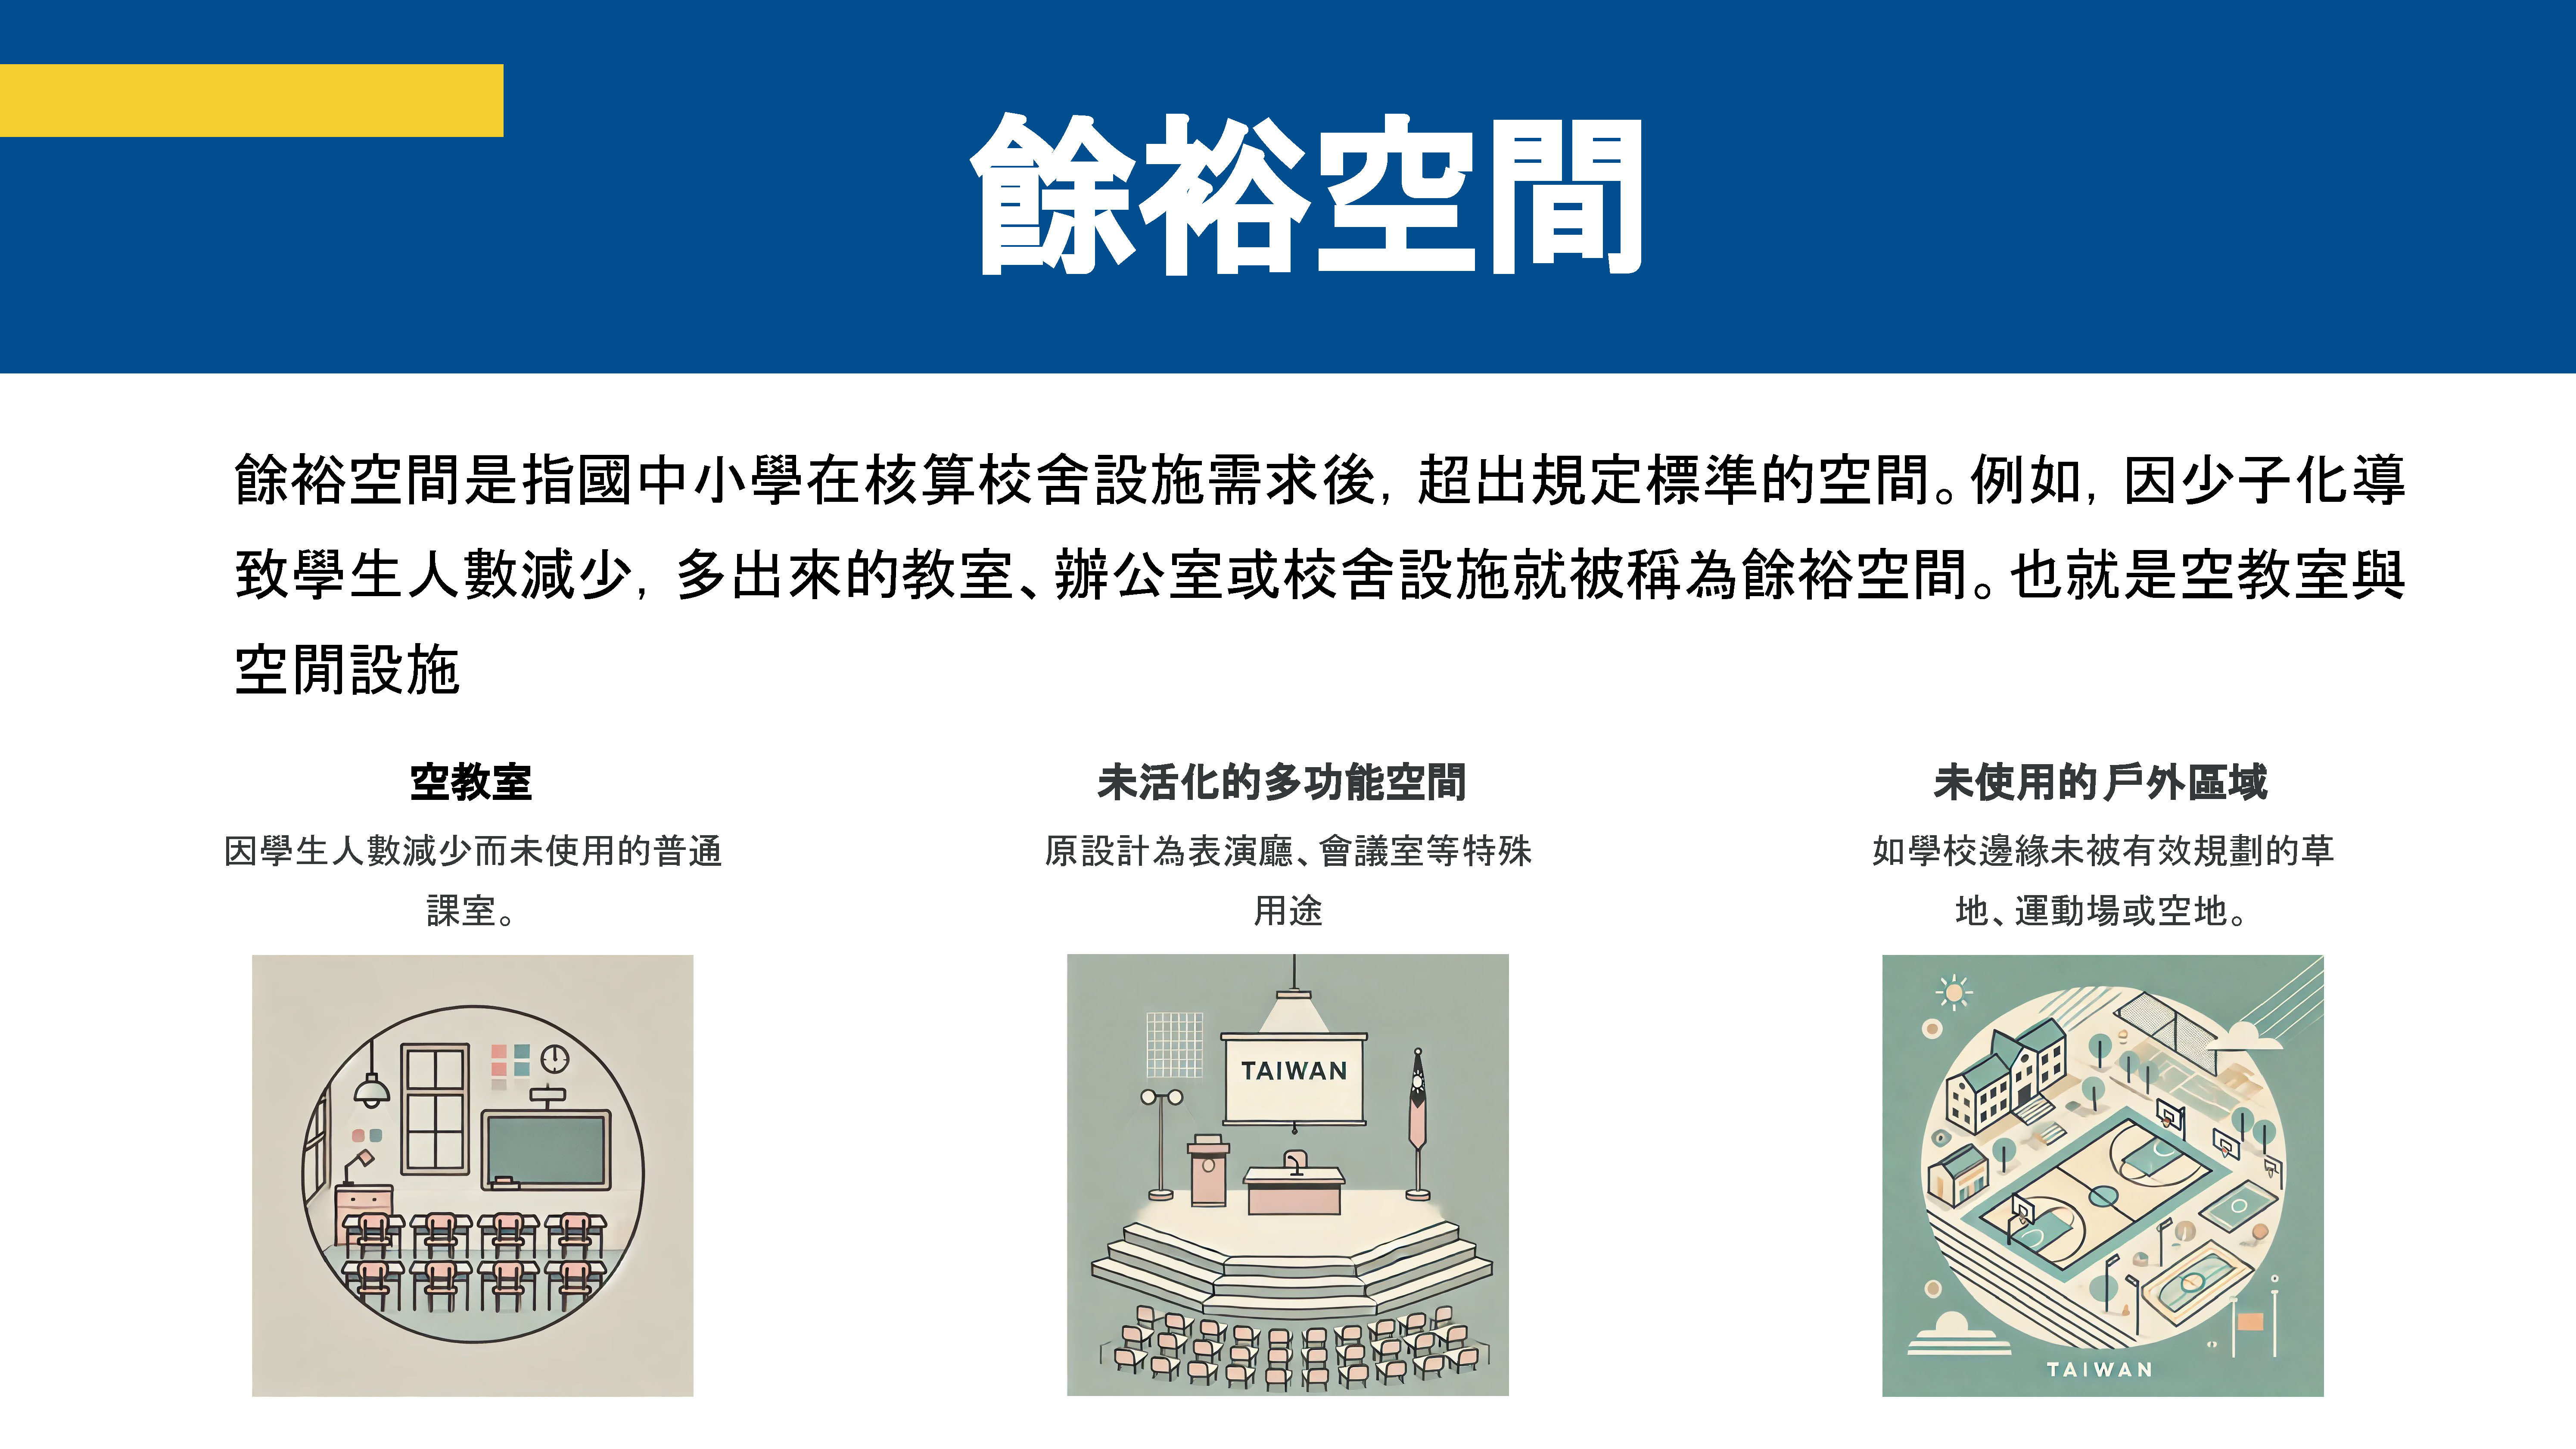 餘裕空間
餘裕空間是指國中小學在核算校舍設施需求後，超出規定標準的空間。例如，因少子化導
致學生人數減少，多出來的教室、辦公室或校舍設施就被稱為餘裕空間。也就是空教室與
空閒設施
空教室
因學生人數減少而未使用的普通
課室。
未活化的多功能空間
原設計為表演廳、會議室等特殊
用途
未使用的戶外區域
如學校邊緣未被有效規劃的草
地、運動場或空地。
TAIWAN
TAIWAN